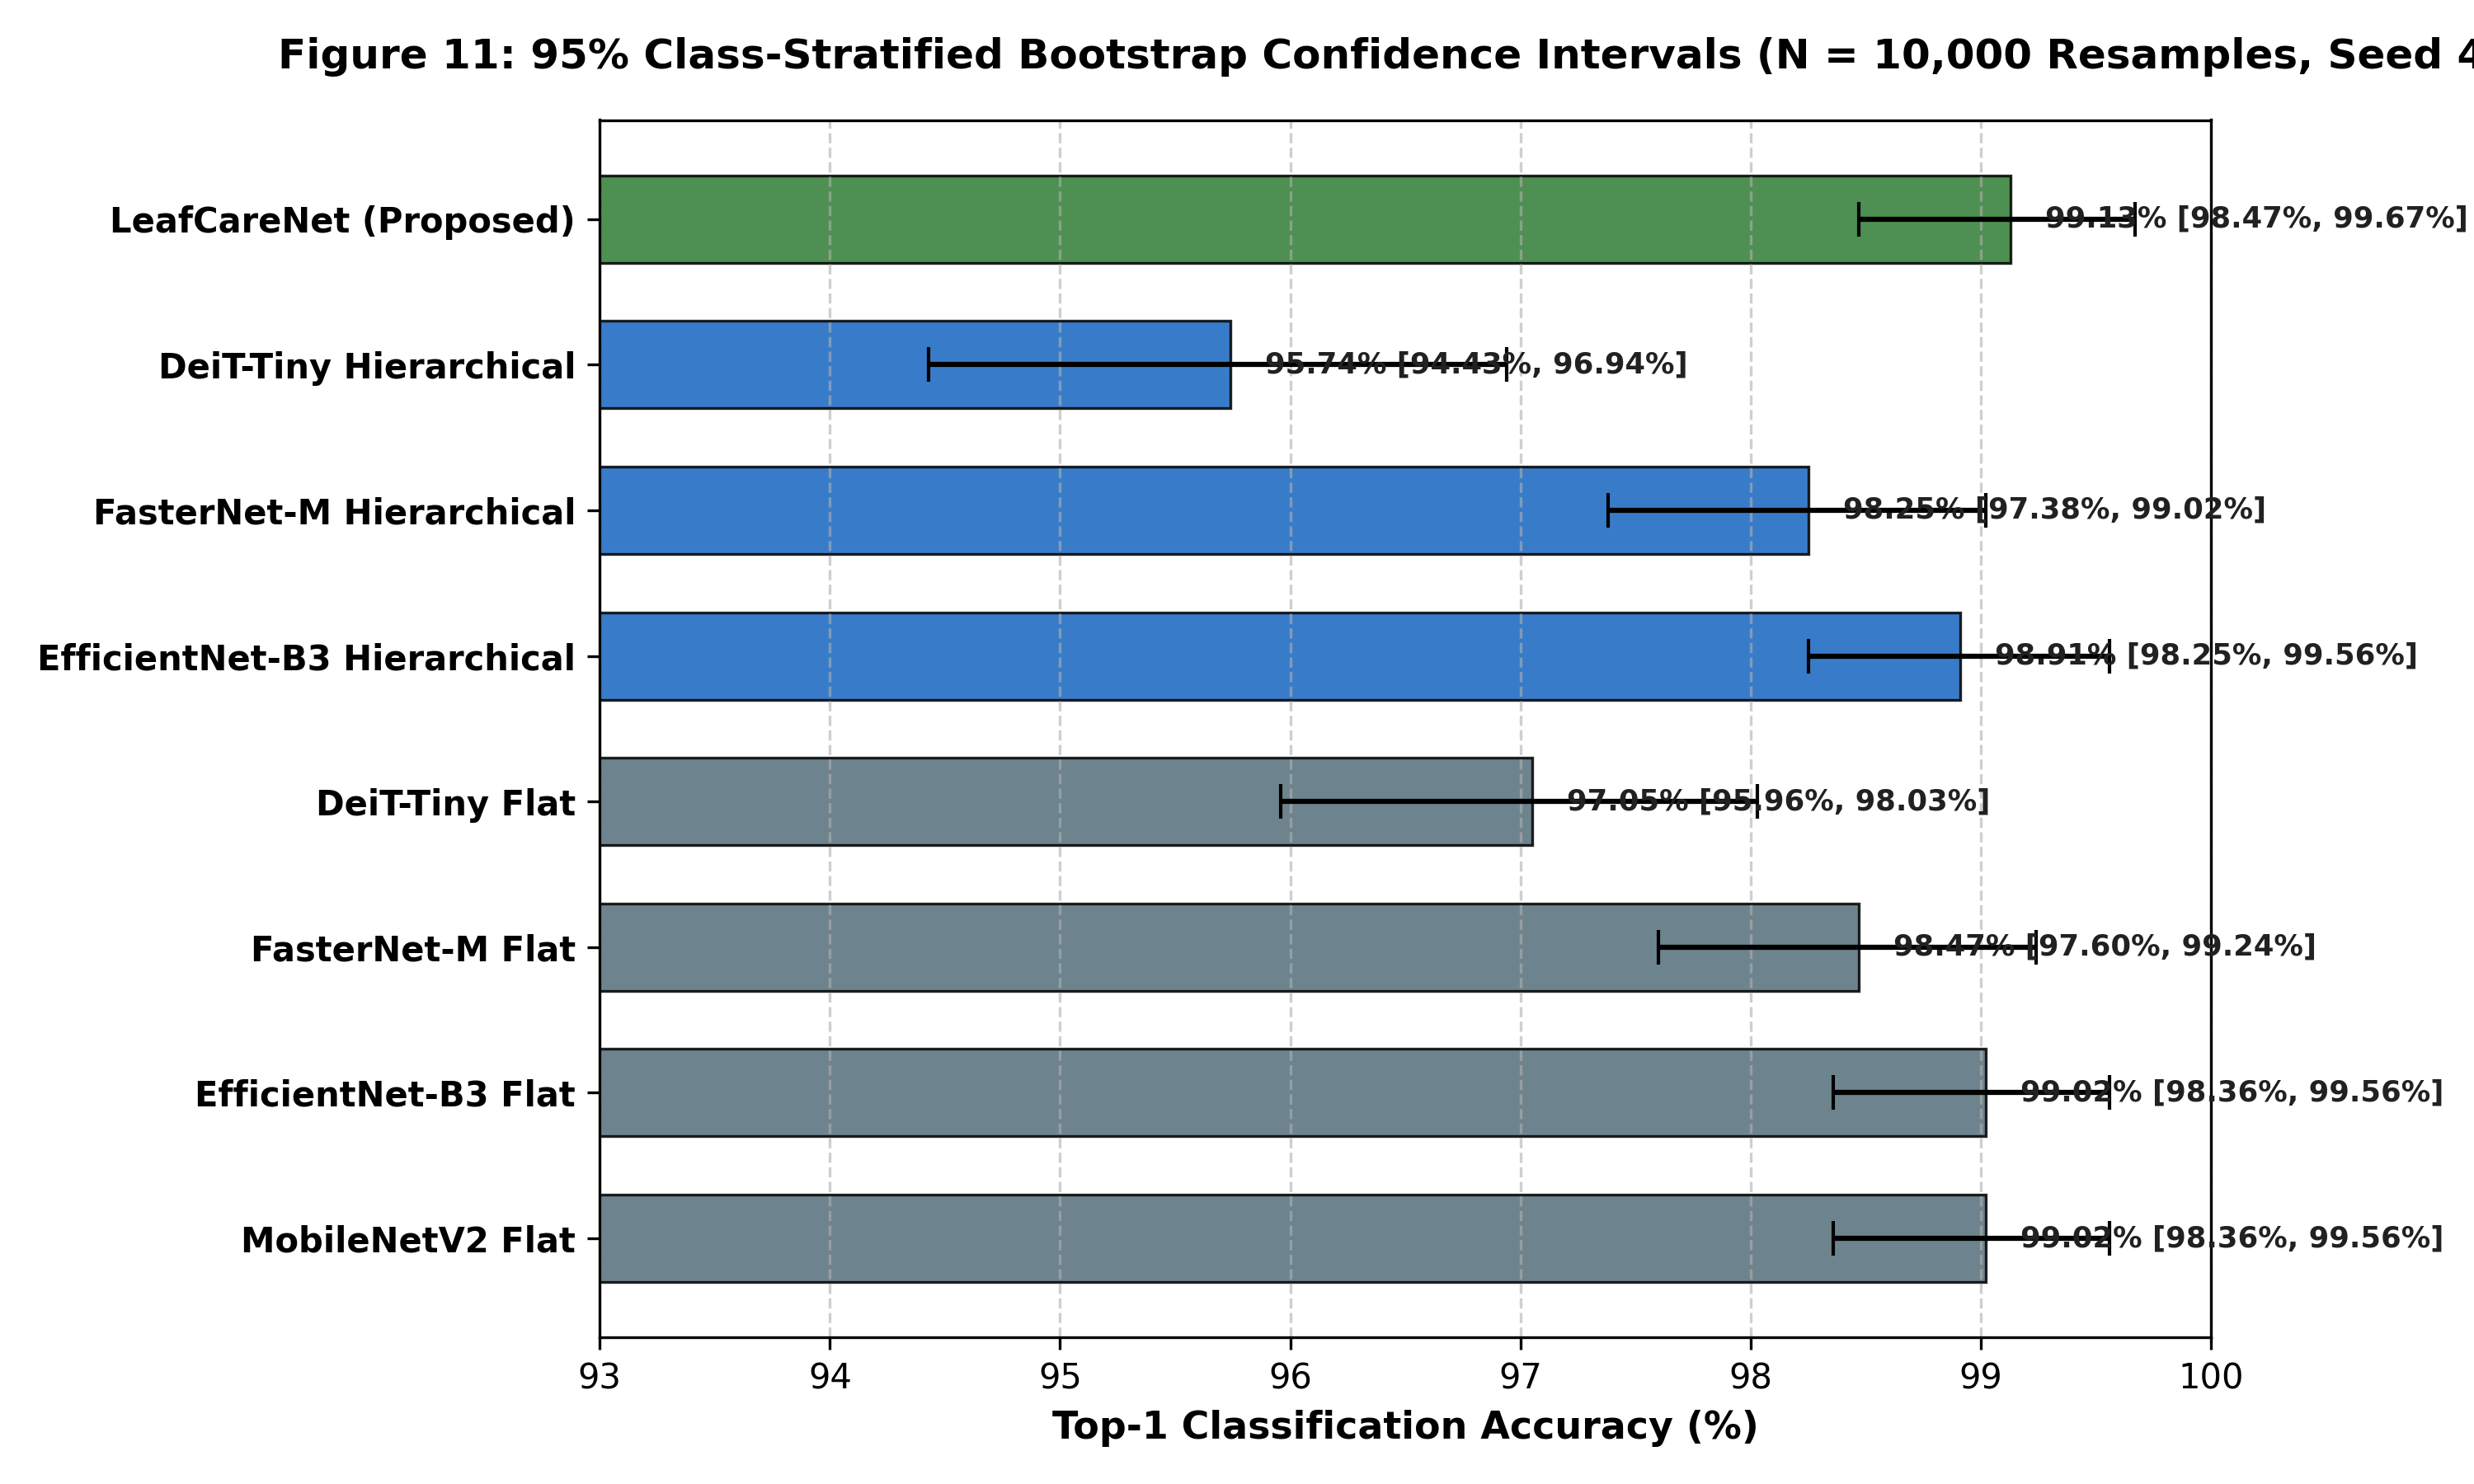 Figure 11: 95% Class-Stratified Bootstrap Confidence Intervals (N = 10,000 Resamples, Seed 4
LeafCareNet (Proposed)
99.13% [98.47%, 99.67%]
DeiT-Tiny Hierarchical
95.74% [94.43%, 96.94%]
FasterNet-M Hierarchical
98.25% [97.38%, 99.02%]
EfficientNet-B3 Hierarchical
98.91% [98.25%, 99.56%]
DeiT-Tiny Flat
97.05% [95.96%, 98.03%]
FasterNet-M Flat
98.47% [97.60%, 99.24%]
EfficientNet-B3 Flat
99.02% [98.36%, 99.56%]
MobileNetV2 Flat
99.02% [98.36%, 99.56%]
93 94 95 96 97 98 99 100
Top-1 Classification Accuracy (%)